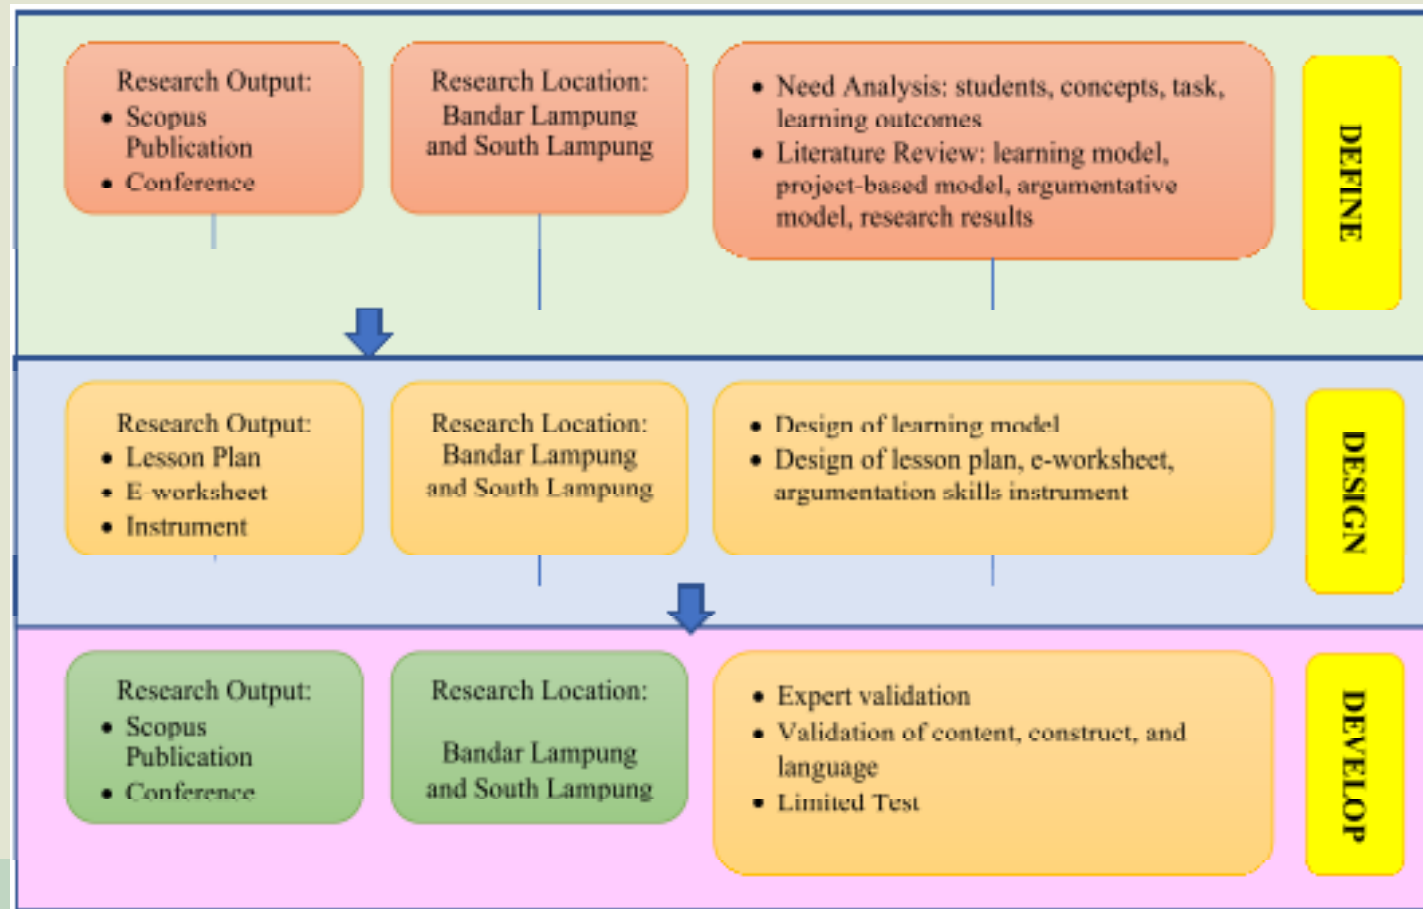 Research Output:
• Scopus
Publication
• Conference
Research Location:
Bandar Lampung
and South Lampung
• Need Analysis: students, concepts, task,
learning outcomes
• Literature Review: learning model,
project-based model, argumentative
model, research results
DEFINE
Research Output:
• Lesson Plan
• E-worksheet
• Instrument
Research Location:
Bandar Lampung
and South Lampung
• Design of learning model
• Design of lesson plan, e-worksheet,
argumentation skills instrument
DESIGN
Research Output:
• Scopus
Publication
• Conference
Research Location:
Bandar Lampung
and South Lampung
• Expert validation
• Validation of content, construct, and
language
• Limited Test
DEVELOP